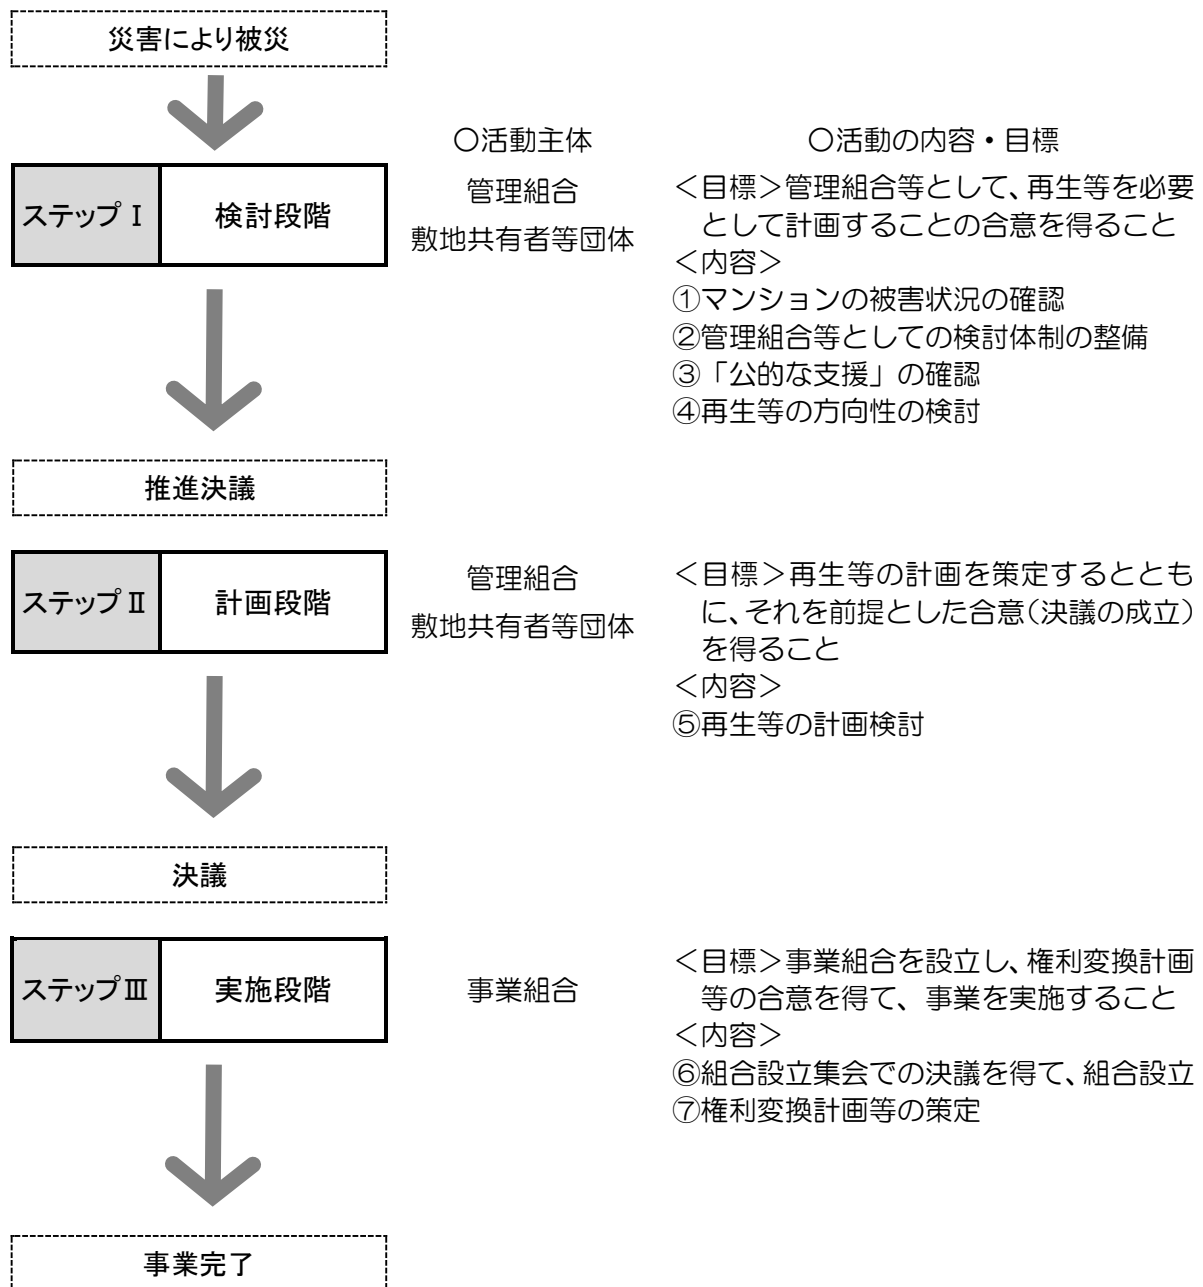 災害により被災
〇活動主体
〇活動の内容・目標
ステップⅠ
検討段階
管理組合
敷地共有者等団体
＜目標＞管理組合等として、再生等を必要
として計画することの合意を得ること
＜内容＞
①マンションの被害状況の確認
②管理組合等としての検討体制の整備
③「公的な支援」の確認
④再生等の方向性の検討
推進決議
ステップⅡ
計画段階
管理組合
敷地共有者等団体
＜目標＞再生等の計画を策定するととも
に、それを前提とした合意（決議の成立）
を得ること
＜内容＞
⑤再生等の計画検討
決議
ステップⅢ
実施段階
事業組合
＜目標＞事業組合を設立し、権利変換計画
等の合意を得て、事業を実施すること
＜内容＞
⑥組合設立集会での決議を得て、組合設立
⑦権利変換計画等の策定
事業完了